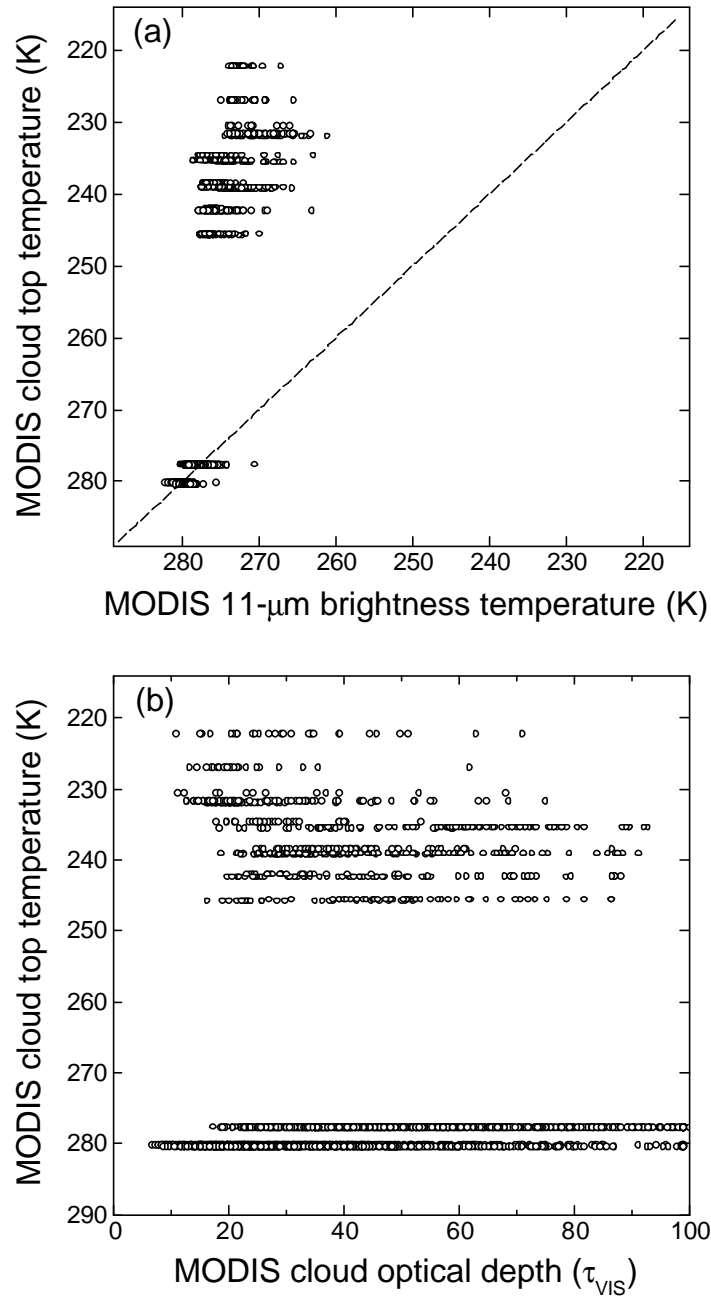 (a)
MODIS cloud top temperature (K)
220
230
240
250
260
270
280
280 270 260 250 240 230 220
MODIS 11-μm brightness temperature (K)
(b)
MODIS cloud top temperature (K)
220
230
240
250
260
270
280
290
0 20 40 60 80 100
MODIS cloud optical depth (τVIS)